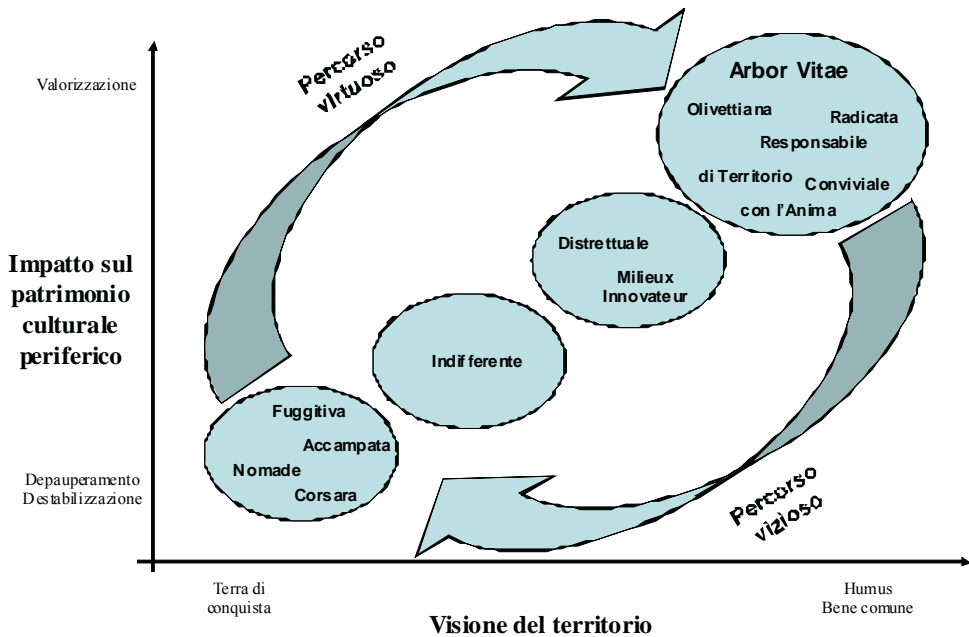 Percorso
virtuoso
Valorizzazione
Arbor Vitae
Olivettiana
Radicata
Responsabile
di Territorio
Conviviale
con l'Anima
Distrettuale
Milieux
Innovateur
Impatto sul
patrimonio
culturale
periferico
Indifferente
Fuggitiva
Accampata
Nomade
Corsara
Depauperamento
Destabilizzazione
Percorso
vizioso
Terra di
conquista
Humus
Bene comune
Visione del territorio